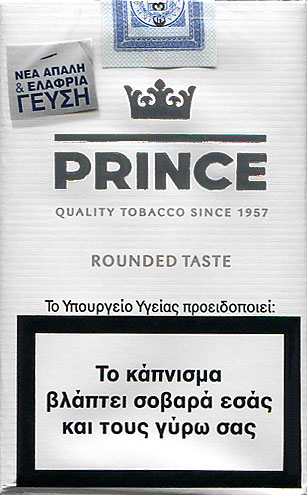 ΝΕΑ ΑΠΑΛΗ
& ΕΛΑΦΡΙΑ
ΓΕΥΣΗ
PRINCE
QUALITY TOBACCO SINCE 1957
ROUNDED TASTE
Το Υπουργείο Υγείας προειδοποιεί:
Το κάπνισμα
βλάπτει σοβαρά εσάς
και τους γύρω σας